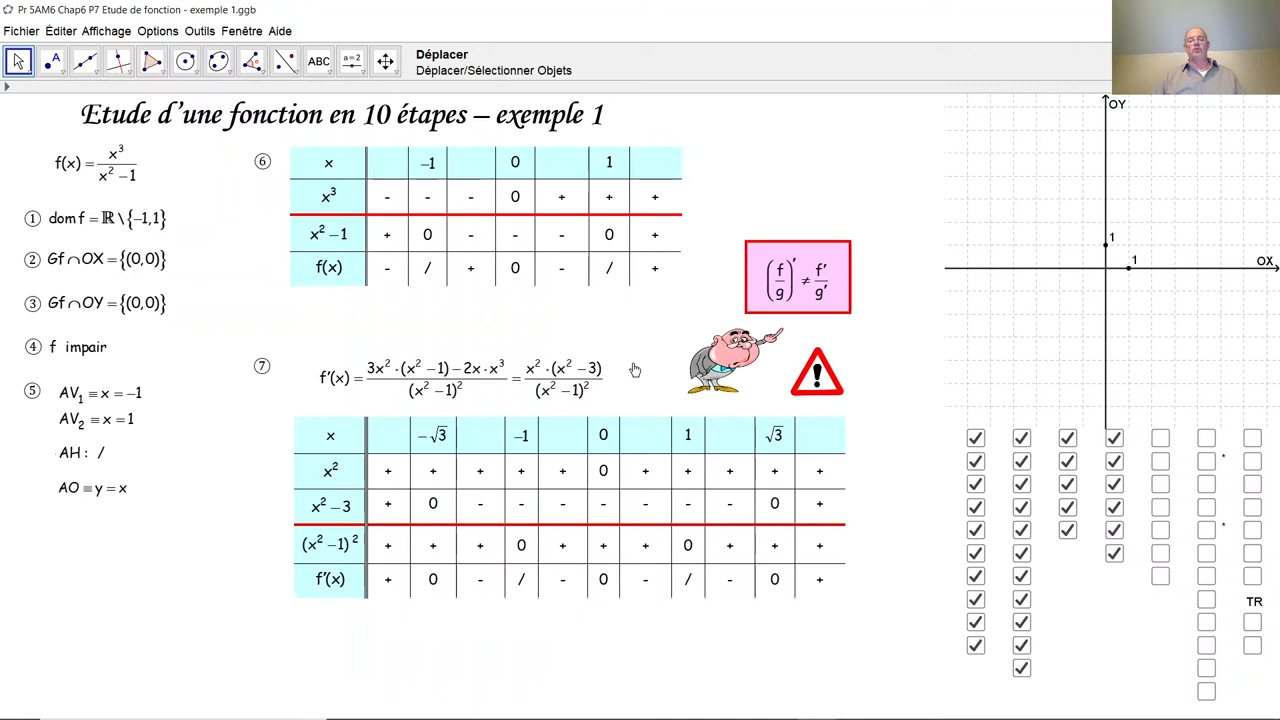 Pr 5AM6 Chap6 P7 Etude de fonction - exemple 1.ggb
Fichier Éditer Affichage Options Outils Fenêtre Aide
A ABC a=2 Déplacer
Déplacer/Sélectionner Objets
Etude d'une fonction en 10 étapes – exemple 1
f(x) = x³ / (x² − 1)
① dom f = ℝ \ {−1,1}
② Gf ∩ OX = {(0,0)}
③ Gf ∩ OY = {(0,0)}
④ f impair
⑤ AV₁ ≡ x = −1
AV₂ ≡ x = 1
AH : /
AO ≡ y = x
⑥ x −1 0 1
x³ - - - 0 + + +
x² − 1 + 0 - - - 0 +
f(x) - / + 0 - / +
(f/g)' ≠ f'/g'
⑦ f'(x) = (3x² · (x² − 1) − 2x · x³) / (x² − 1)² = (x² · (x² − 3)) / (x² − 1)²
x −√3 −1 0 1 √3
x² + + + + + 0 + + + + +
x² − 3 + 0 - - - - - - - 0 +
(x² − 1)² + + + 0 + + + 0 + + +
f'(x) + 0 - / - 0 - / - 0 +
OY
1
1
OX
*
*
TR